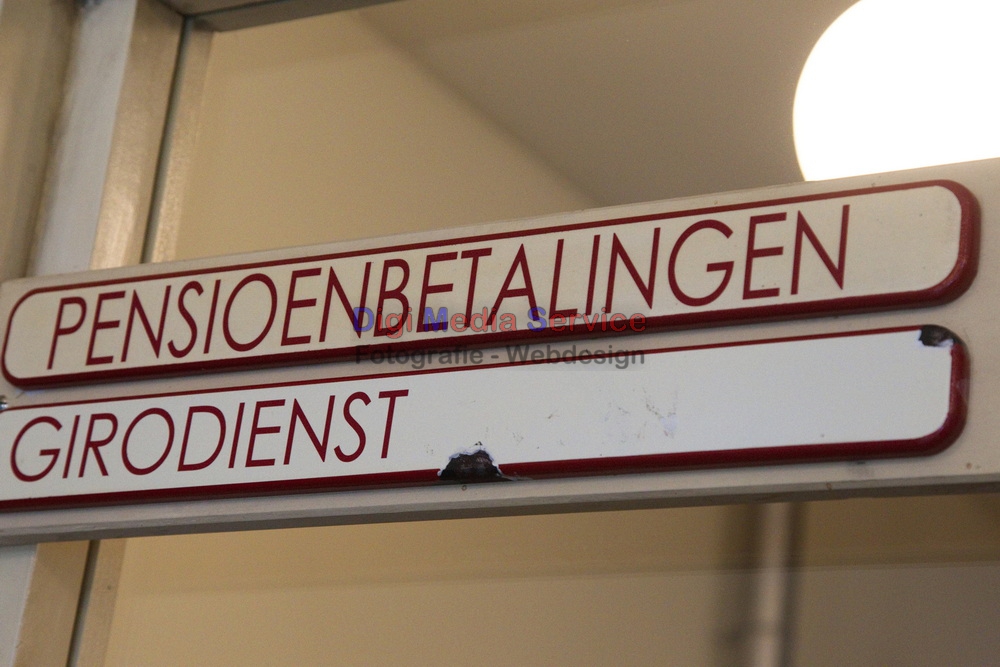 PENSIOENBETALINGEN
Digi Media Service
Fotografie - Webdesign
GIRODIENST